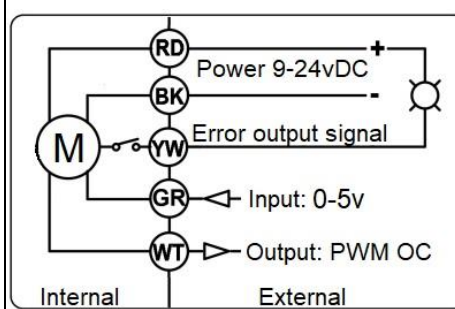 RD
+
Power 9-24vDC
BK
-
M
YW
Error output signal
GR
Input: 0-5v
WT
Output: PWM OC
Internal
External